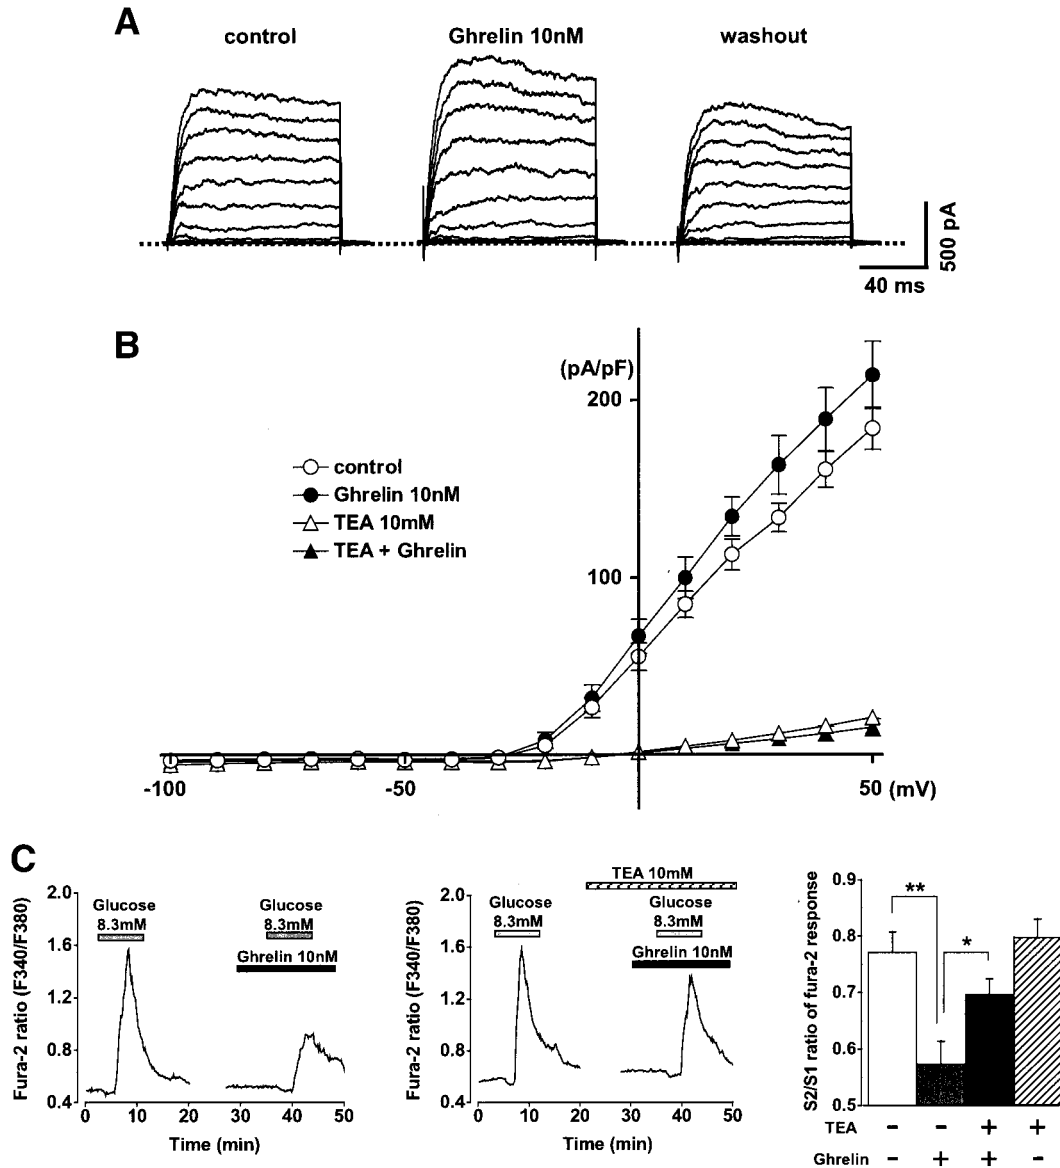 A
control Ghrelin 10nM washout
500 pA
40 ms
B
(pA/pF)
200
100
control
Ghrelin 10nM
TEA 10mM
TEA + Ghrelin
-100 -50 50 (mV)
C
Fura-2 ratio (F340/F380)
2.0
1.6
1.2
0.8
0.4
Glucose
8.3mM
Glucose
8.3mM
Ghrelin 10nM
0 10 20 30 40 50
Time (min)
Fura-2 ratio (F340/F380)
2.0
1.6
1.2
0.8
0.4
TEA 10mM
Glucose
8.3mM
Glucose
8.3mM
Ghrelin 10nM
0 10 20 30 40 50
Time (min)
S2/S1 ratio of fura-2 response
0.9
0.8
0.7
0.6
0.5
**
*
TEA - - + +
Ghrelin - + + -